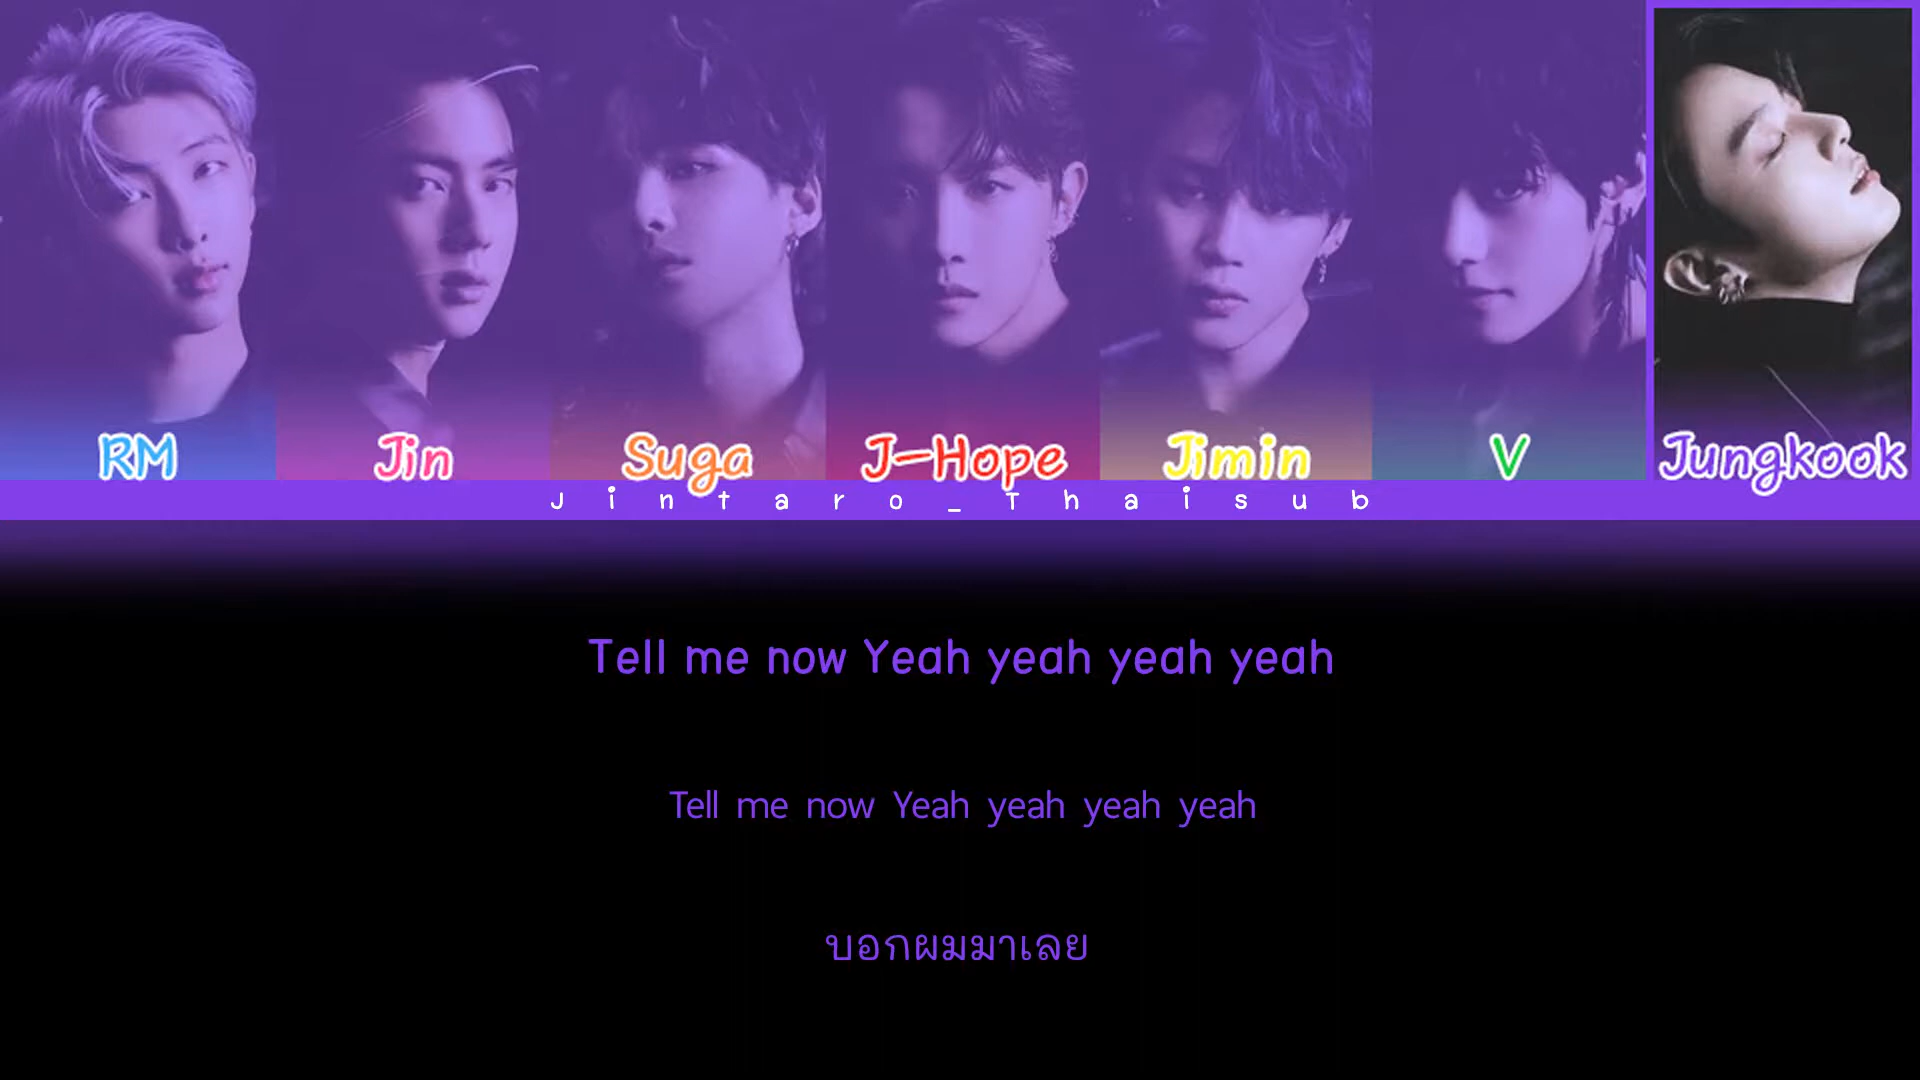 RM Jin Suga J-Hope Jimin V Jungkook
Jintaro_Thaisub
Tell me now Yeah yeah yeah yeah
Tell me now Yeah yeah yeah yeah
บอกผมมาเลย